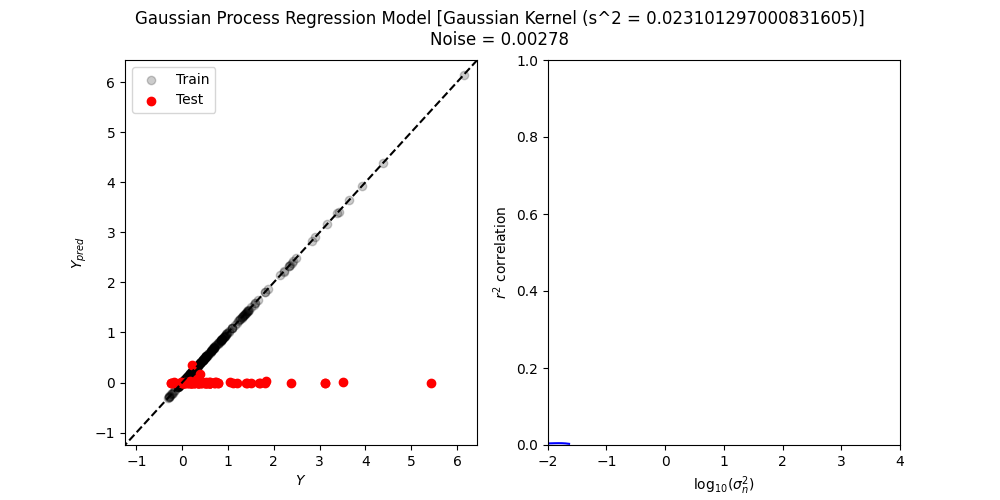 Gaussian Process Regression Model [Gaussian Kernel (s^2 = 0.023101297000831605)]
Noise = 0.00278
Train
Test
6
5
4
3
2
1
0
−1
Y_pred
−1 0 1 2 3 4 5 6
Y
1.0
0.8
0.6
0.4
0.2
0.0
r² correlation
−2 −1 0 1 2 3 4
log₁₀(σₙ²)